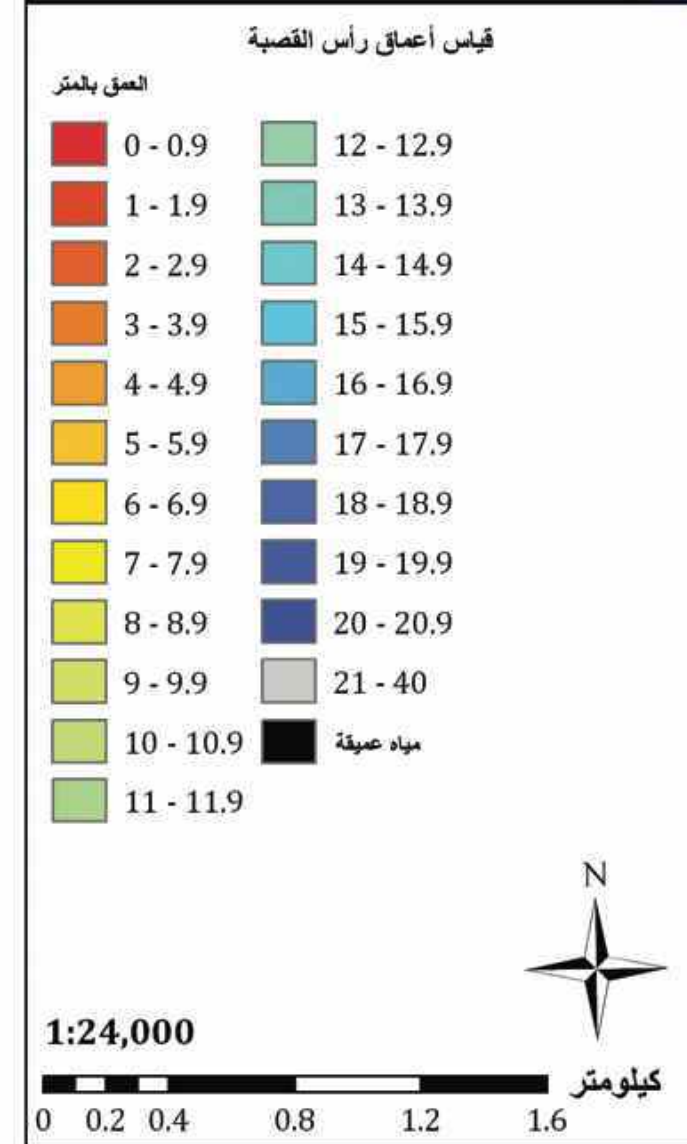 قياس أعماق رأس القصبة
العمق بالمتر
0 - 0.9
1 - 1.9
2 - 2.9
3 - 3.9
4 - 4.9
5 - 5.9
6 - 6.9
7 - 7.9
8 - 8.9
9 - 9.9
10 - 10.9
11 - 11.9
12 - 12.9
13 - 13.9
14 - 14.9
15 - 15.9
16 - 16.9
17 - 17.9
18 - 18.9
19 - 19.9
20 - 20.9
21 - 40
مياه عميقة
N
1:24,000
كيلومتر
0 0.2 0.4 0.8 1.2 1.6